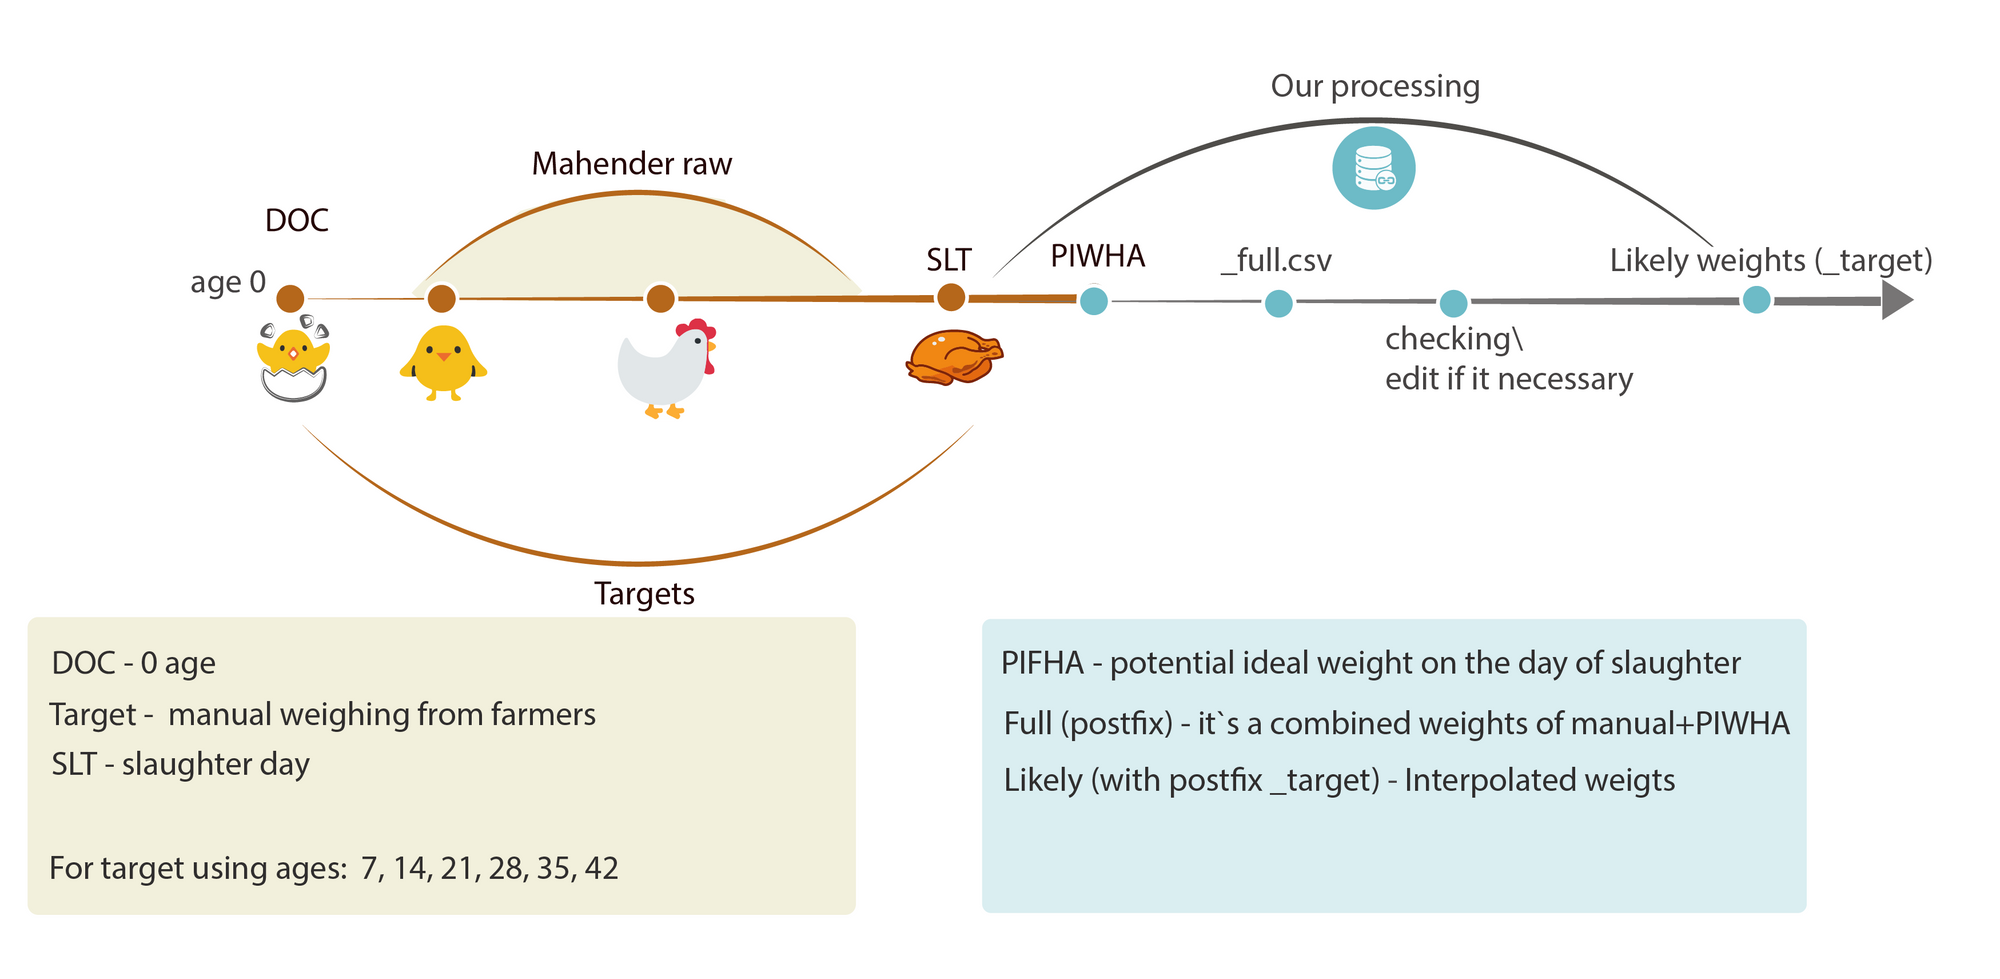 Our processing
Mahender raw
DOC
age 0
SLT
PIWHA
_full.csv
Likely weights (_target)
checking\
edit if it necessary
Targets
DOC - 0 age
Target -  manual weighing from farmers
SLT - slaughter day
For target using ages:  7, 14, 21, 28, 35, 42
PIFHA - potential ideal weight on the day of slaughter
Full (postfix) - it`s a combined weights of manual+PIWHA
Likely (with postfix _target) - Interpolated weigts